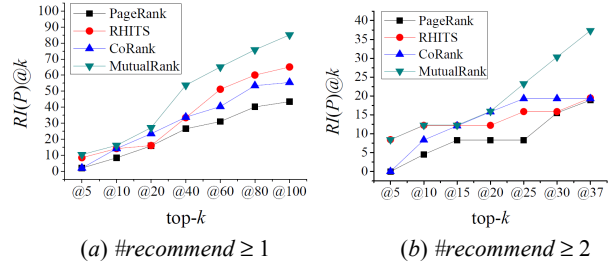 PageRank
RHITS
CoRank
MutualRank
RI(P)@k
100
90
80
70
60
50
40
30
20
10
0
@5 @10 @20 @40 @60 @80 @100
top-k
(a) #recommend ≥ 1
PageRank
RHITS
CoRank
MutualRank
RI(P)@k
40
35
30
25
20
15
10
5
0
@5 @10 @15 @20 @25 @30 @37
top-k
(b) #recommend ≥ 2